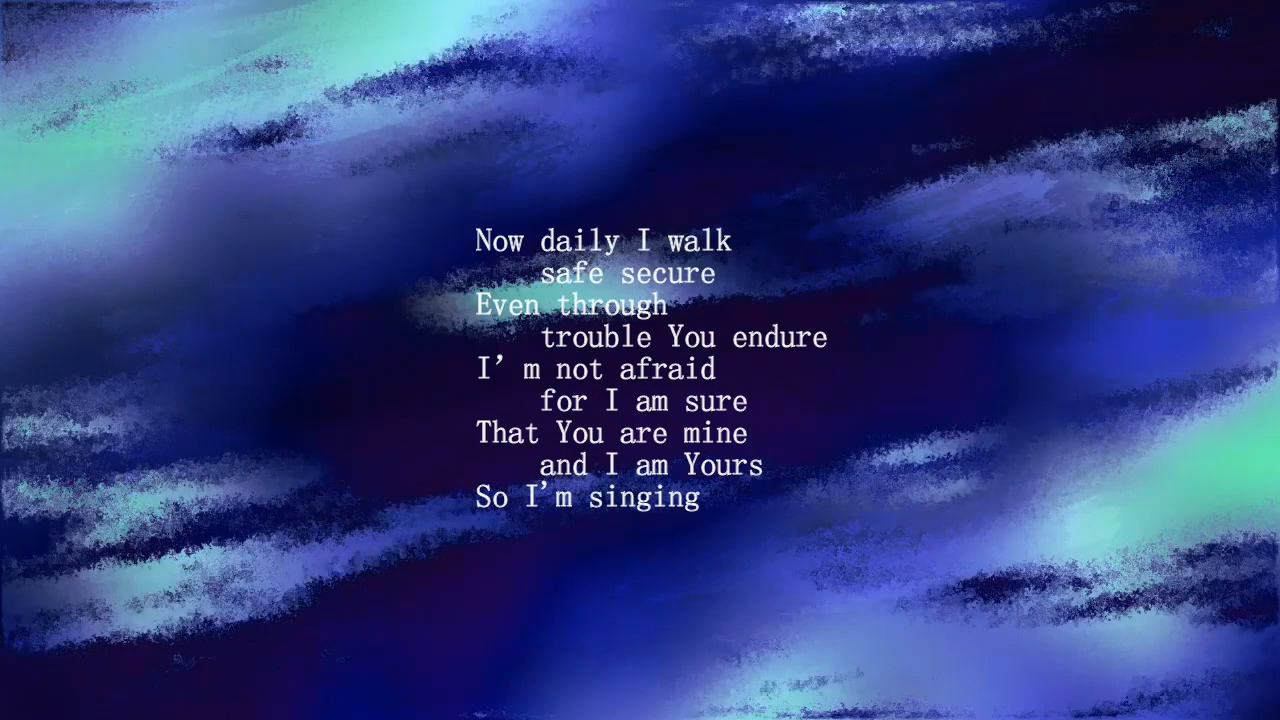 Now daily I walk
safe secure
Even through
trouble You endure
I’m not afraid
for I am sure
That You are mine
and I am Yours
So I'm singing